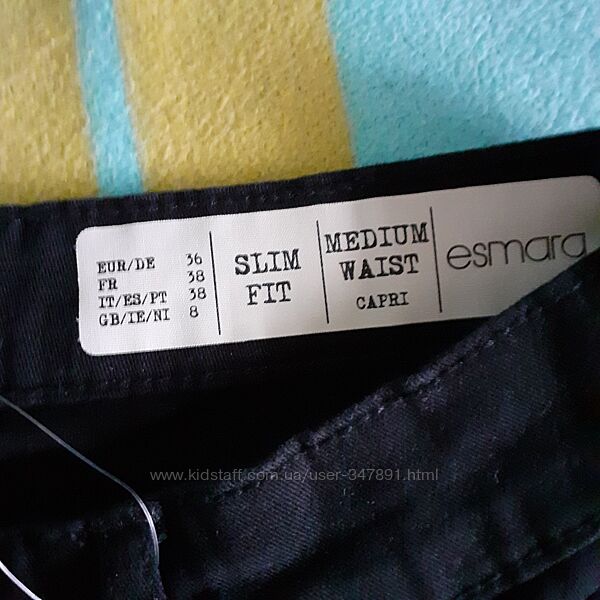 EUR/DE 36
FR 38
IT/ES/PT 38
GB/IE/NI 8
SLIM
FIT
MEDIUM
WAIST
CAPRI
esmara
www.kidstaff.com.ua/user-347891.html